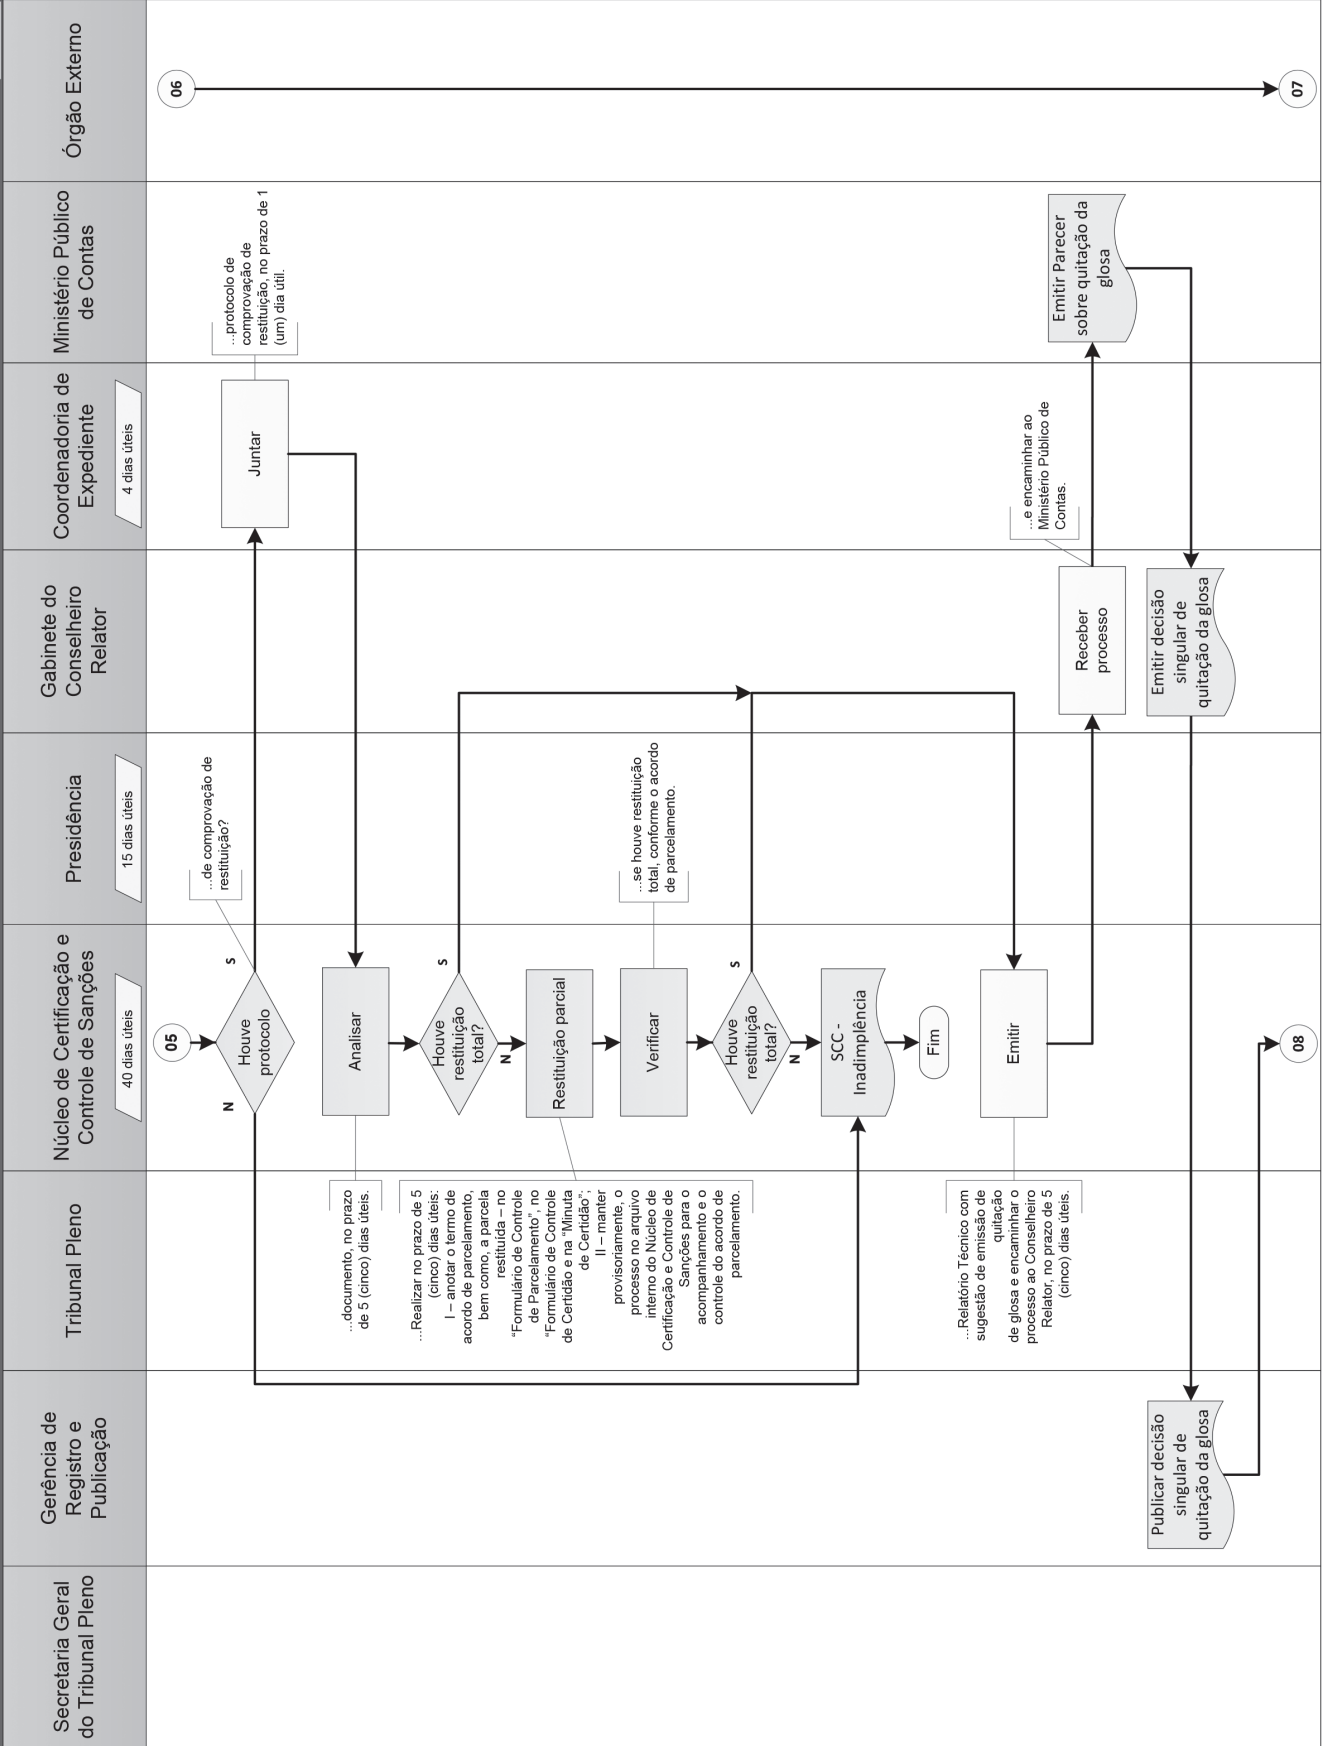 Órgão Externo
Ministério Público
de Contas
Coordenadoria de
Expediente
4 dias úteis
Gabinete do
Conselheiro
Relator
Presidência
15 dias úteis
Núcleo de Certificação e
Controle de Sanções
40 dias úteis
Tribunal Pleno
Gerência de
Registro e
Publicação
Secretaria Geral
do Tribunal Pleno
06
07
...protocolo de
comprovação de
restituição, no prazo de 1
(um) dia útil.
Juntar
...de comprovação de
restituição?
05
Houve
protocolo
S
N
Analisar
...documento, no prazo
de 5 (cinco) dias úteis.
Houve
restituição
total?
S
N
Restituição parcial
...Realizar no prazo de 5
(cinco) dias úteis:
I – anotar o termo de
acordo de parcelamento,
bem como, a parcela
restituída – no
“Formulário de Controle
de Parcelamento”, no
“Formulário de Controle
de Certidão e na “Minuta
de Certidão”;
II – manter
provisoriamente, o
processo no arquivo
interno do Núcleo de
Certificação e Controle de
Sanções para o
acompanhamento e o
controle do acordo de
parcelamento.
Verificar
...se houve restituição
total, conforme o acordo
de parcelamento.
Houve
restituição
total?
S
N
SCC -
Inadimplência
Fim
Emitir
...Relatório Técnico com
sugestão de emissão de
quitação
de glosa e encaminhar o
processo ao Conselheiro
Relator, no prazo de 5
(cinco) dias úteis.
Receber
processo
...e encaminhar ao
Ministério Público de
Contas.
Emitir Parecer
sobre quitação da
glosa
Emitir decisão
singular de
quitação da glosa
Publicar decisão
singular de
quitação da glosa
08